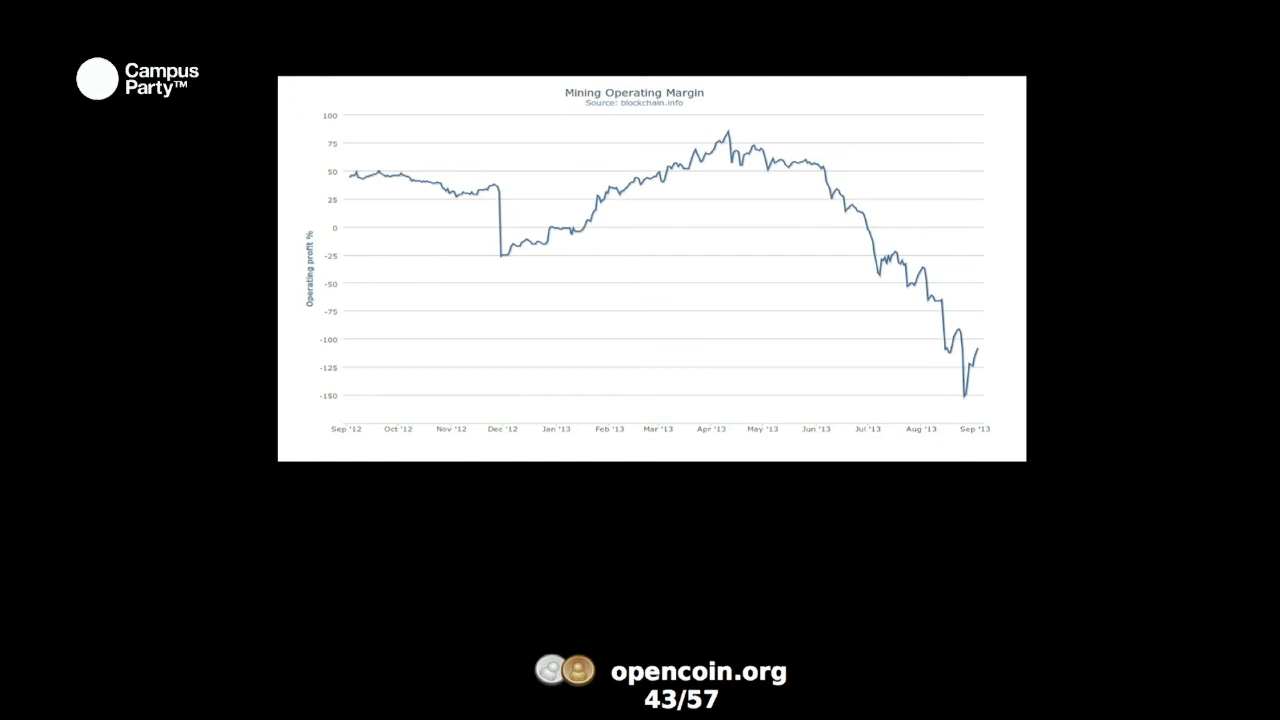 Campus
Party™
Mining Operating Margin
Source: blockchain.info
Operating profit %
100
75
50
25
0
-25
-50
-75
-100
-125
-150
Sep '12 Oct '12 Nov '12 Dec '12 Jan '13 Feb '13 Mar '13 Apr '13 May '13 Jun '13 Jul '13 Aug '13 Sep '13
opencoin.org
43/57